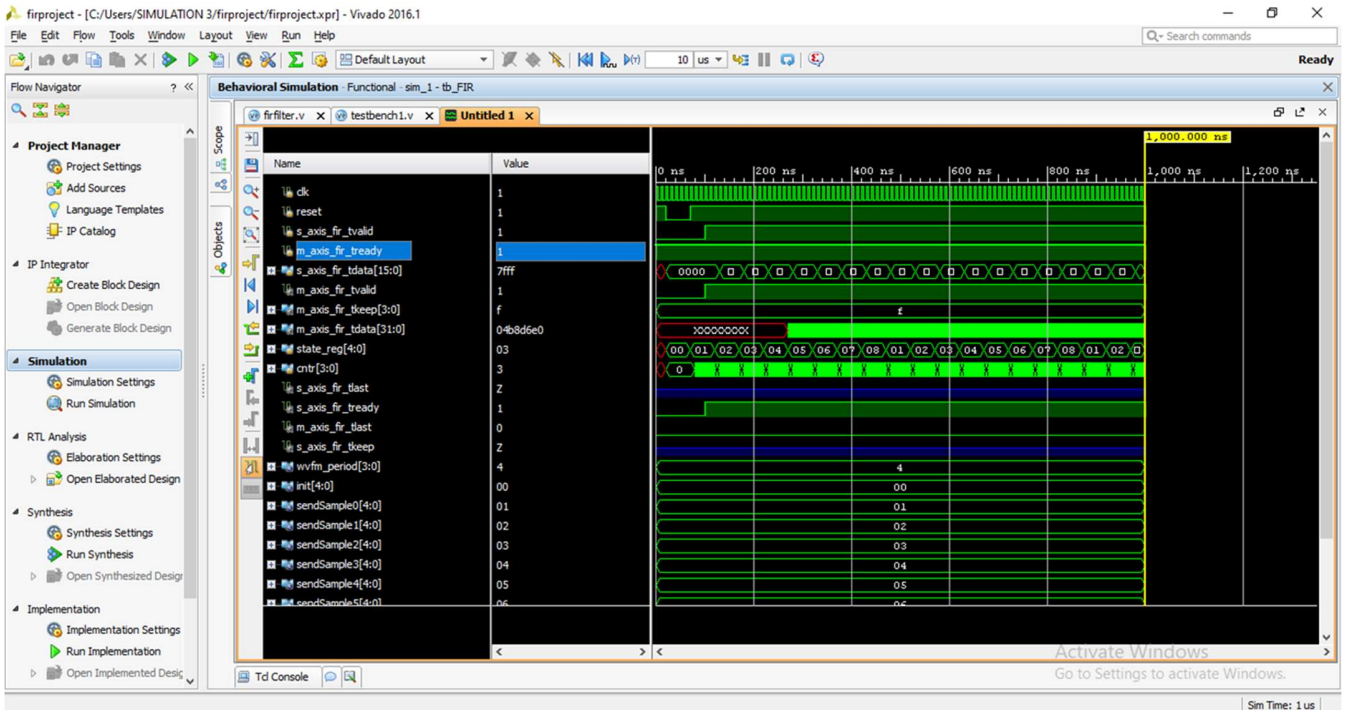 firproject - [C:/Users/SIMULATION 3/firproject/firproject.xpr] - Vivado 2016.1
File Edit Flow Tools Window Layout View Run Help
Q- Search commands
Default Layout
10 us
Ready
Flow Navigator
Behavioral Simulation - Functional - sim_1 - tb_FIR
firfilter.v
testbench1.v
Untitled 1
Scope
Objects
Project Manager
Project Settings
Add Sources
Language Templates
IP Catalog
IP Integrator
Create Block Design
Open Block Design
Generate Block Design
Simulation
Simulation Settings
Run Simulation
RTL Analysis
Elaboration Settings
Open Elaborated Design
Synthesis
Synthesis Settings
Run Synthesis
Open Synthesized Desigr
Implementation
Implementation Settings
Run Implementation
Open Implemented Desig
1,000.000 ns
Name Value
0 ns 200 ns 400 ns 600 ns 800 ns 1,000 ns 1,200 ns
clk 1
reset 1
s_axis_fir_tvalid 1
m_axis_fir_tready 1
s_axis_fir_tdata[15:0] 7fff 0000
m_axis_fir_tvalid 1
m_axis_fir_tkeep[3:0] f f
m_axis_fir_tdata[31:0] 04b8d6e0 XXXXXXXX
state_reg[4:0] 03 00 01 02 03 04 05 06 07 08 01 02 03 04 05 06 07 08 01 02
cntr[3:0] 3 0
s_axis_fir_tlast Z
s_axis_fir_tready 1
m_axis_fir_tlast 0
s_axis_fir_tkeep Z
wvfm_period[3:0] 4 4
init[4:0] 00 00
sendSample0[4:0] 01 01
sendSample1[4:0] 02 02
sendSample2[4:0] 03 03
sendSample3[4:0] 04 04
sendSample4[4:0] 05 05
sendSample5[4:0] 06 06
Activate Windows
Go to Settings to activate Windows.
Tcl Console
Sim Time: 1 us